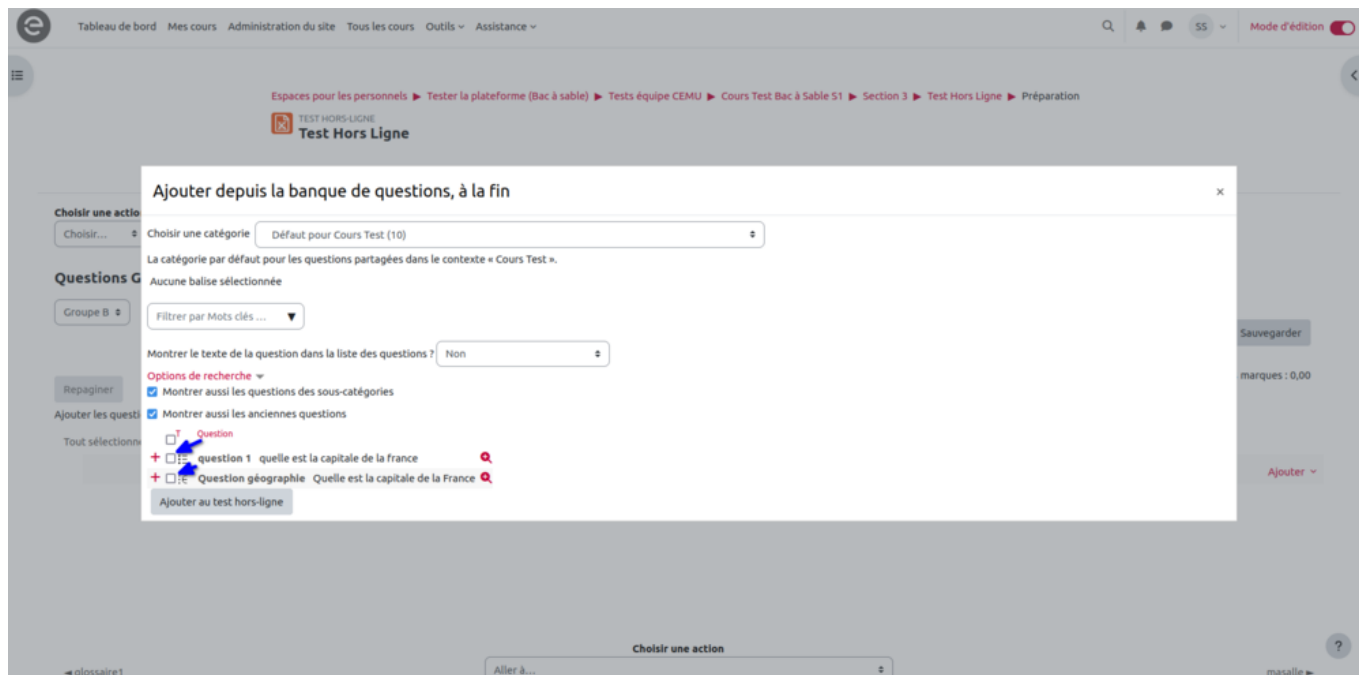 e Tableau de bord Mes cours Administration du site Tous les cours Outils Assistance SS Mode d'édition
Espaces pour les personnels ► Tester la plateforme (Bac à sable) ► Tests équipe CEMU ► Cours Test Bac à Sable S1 ► Section 3 ► Test Hors Ligne ► Préparation
TEST HORS-LIGNE
Test Hors Ligne
Ajouter depuis la banque de questions, à la fin ×
Choisir une actio
Choisir... Choisir une catégorie Défaut pour Cours Test (10)
La catégorie par défaut pour les questions partagées dans le contexte « Cours Test ».
Questions G Aucune balise sélectionnée
Groupe B Filtrer par Mots clés ... ▼
Sauvegarder
Montrer le texte de la question dans la liste des questions ? Non
Options de recherche marques : 0,00
Repaginer Montrer aussi les questions des sous-catégories
Ajouter les questi Montrer aussi les anciennes questions
Tout sélectionn T Question
+ question 1 quelle est la capitale de la france
+ Question géographie Quelle est la capitale de la France Ajouter
Ajouter au test hors-ligne
Choisir une action
?
◄ glossaire1 Aller à... masalle ►